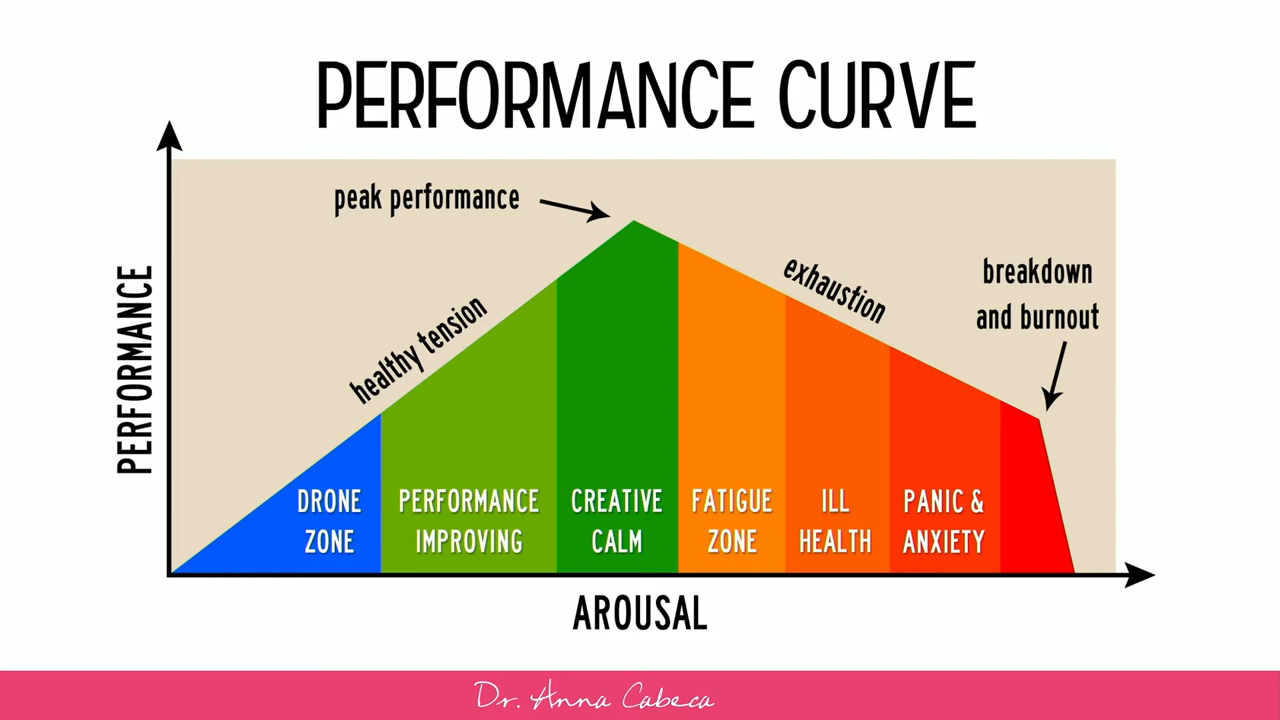 PERFORMANCE CURVE
peak performance
healthy tension
exhaustion
breakdown
and burnout
PERFORMANCE
DRONE
ZONE
PERFORMANCE
IMPROVING
CREATIVE
CALM
FATIGUE
ZONE
ILL
HEALTH
PANIC &
ANXIETY
AROUSAL
Dr. Anna Cabeca